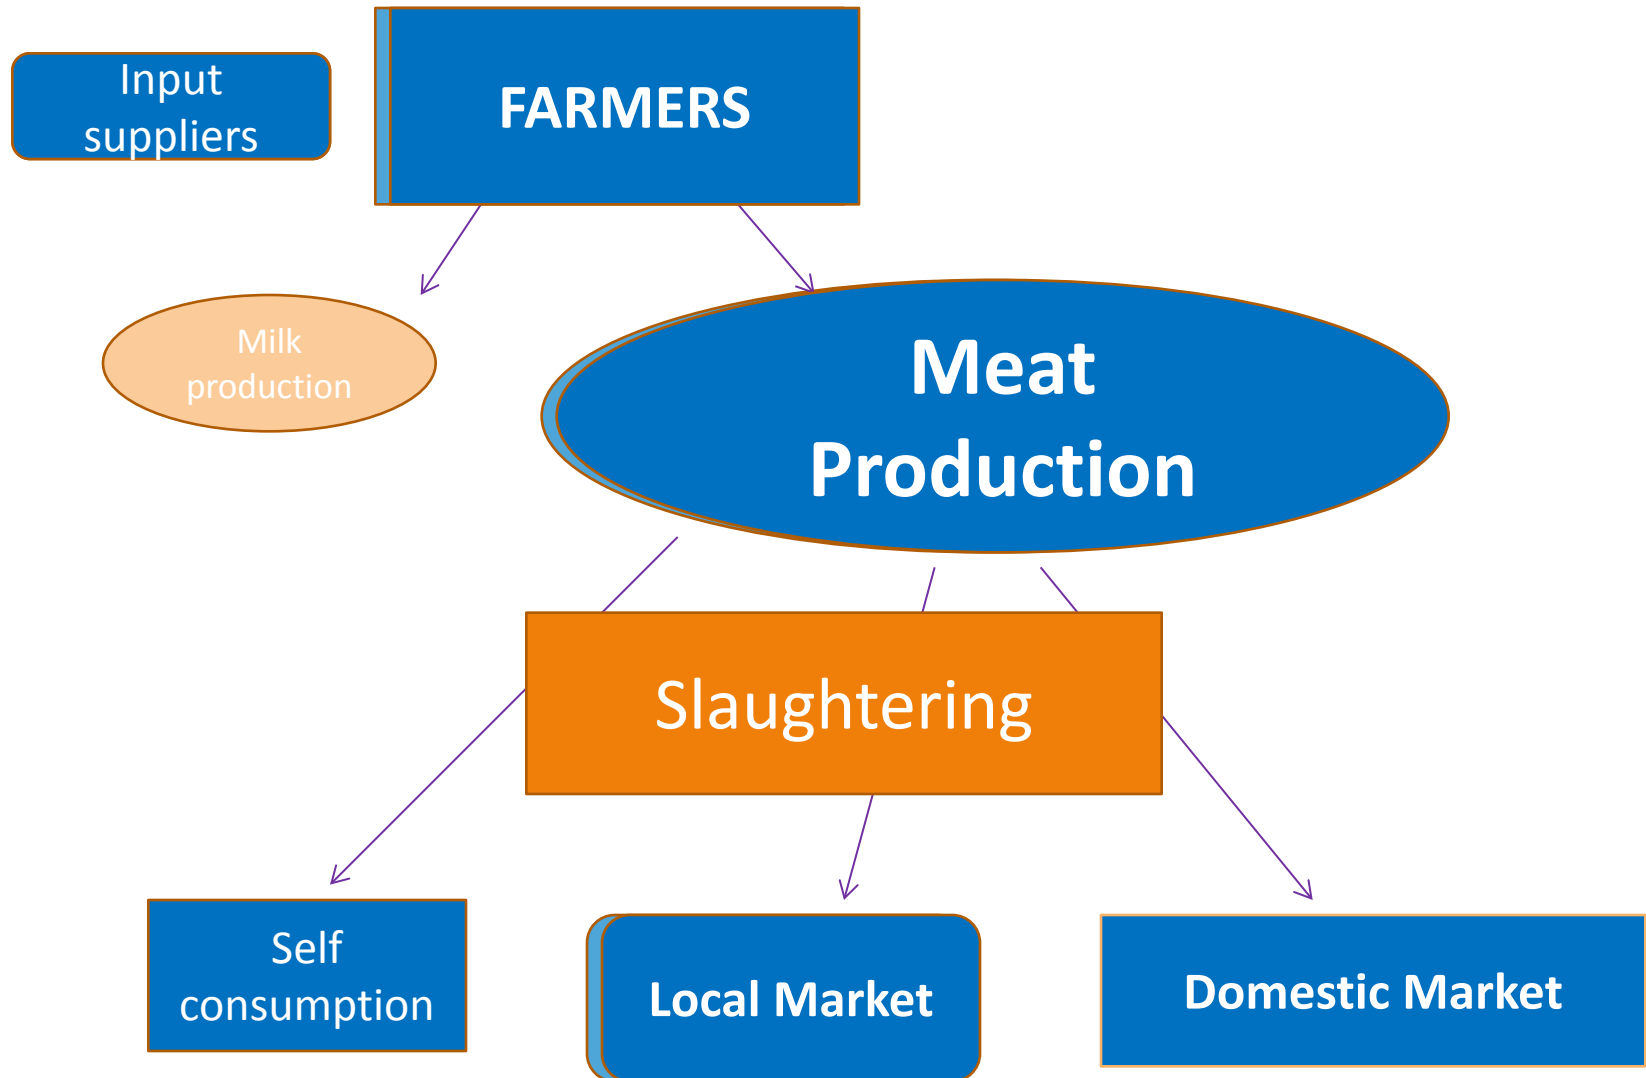 Input
suppliers
FARMERS
Milk
production
Meat
Production
Slaughtering
Self
consumption
Local Market
Domestic Market